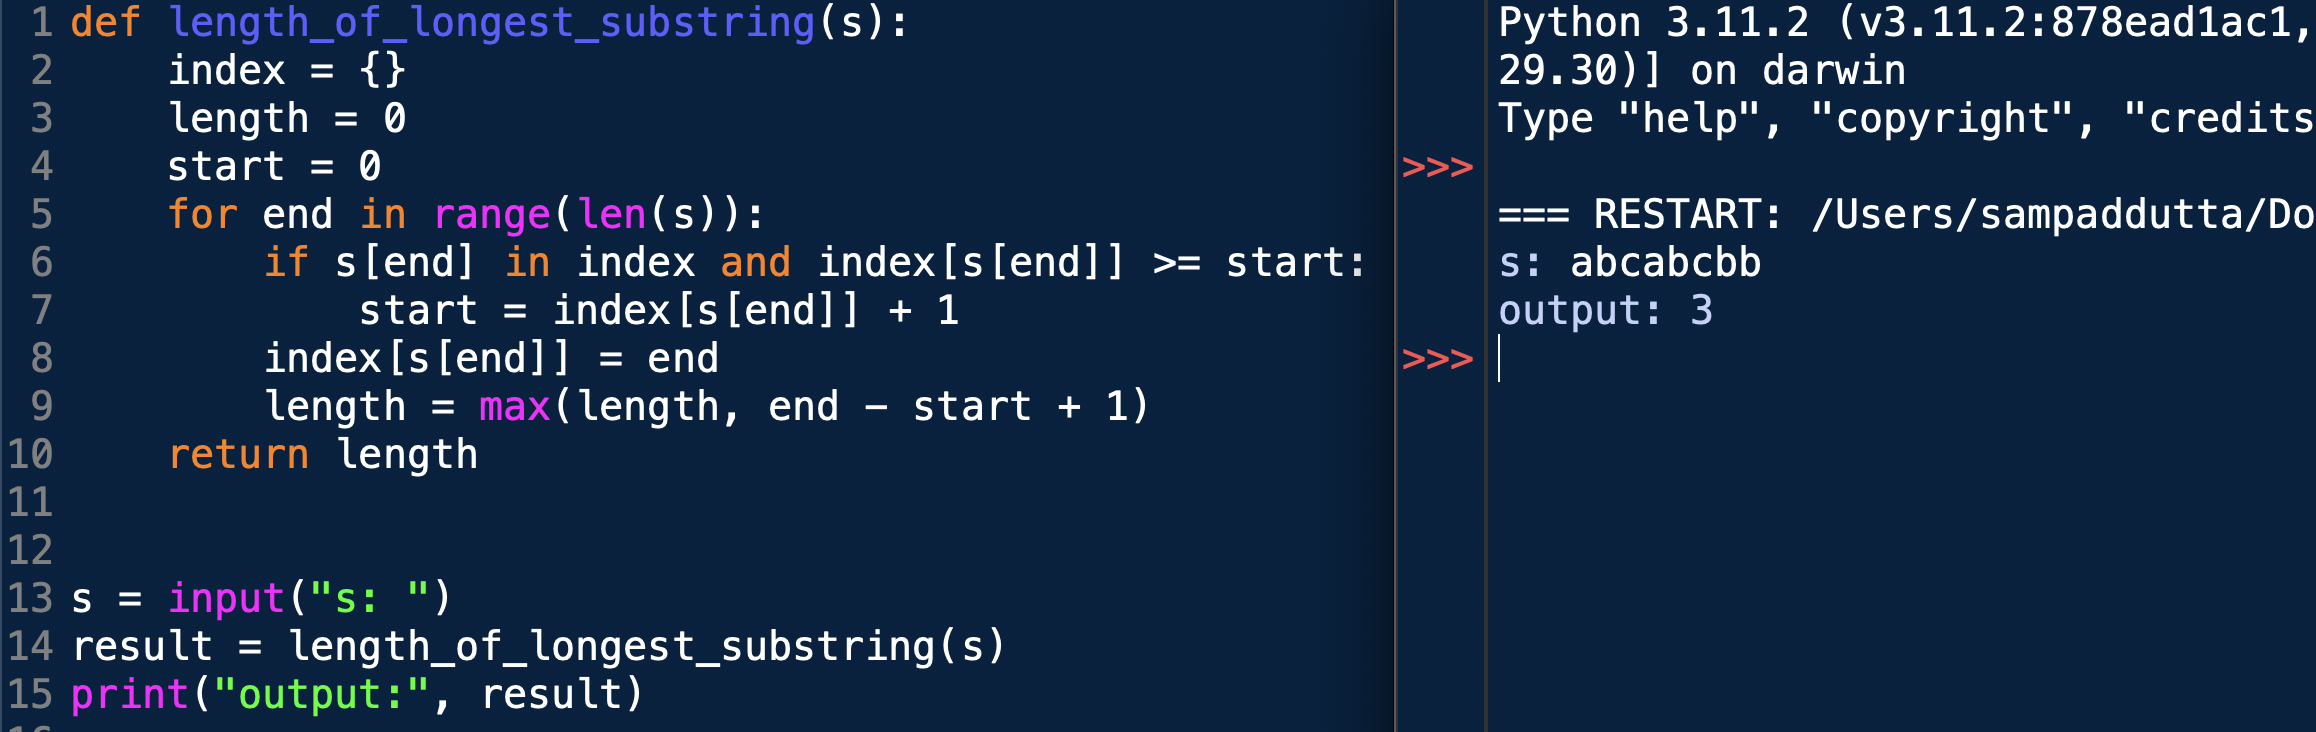 1 def length_of_longest_substring(s):
2     index = {}
3     length = 0
4     start = 0
5     for end in range(len(s)):
6         if s[end] in index and index[s[end]] >= start:
7             start = index[s[end]] + 1
8         index[s[end]] = end
9         length = max(length, end - start + 1)
10     return length
11
12
13 s = input("s: ")
14 result = length_of_longest_substring(s)
15 print("output:", result)
Python 3.11.2 (v3.11.2:878ead1ac1,
29.30)] on darwin
Type "help", "copyright", "credits
>>>
=== RESTART: /Users/sampaddutta/Do
s: abcabcbb
output: 3
>>>